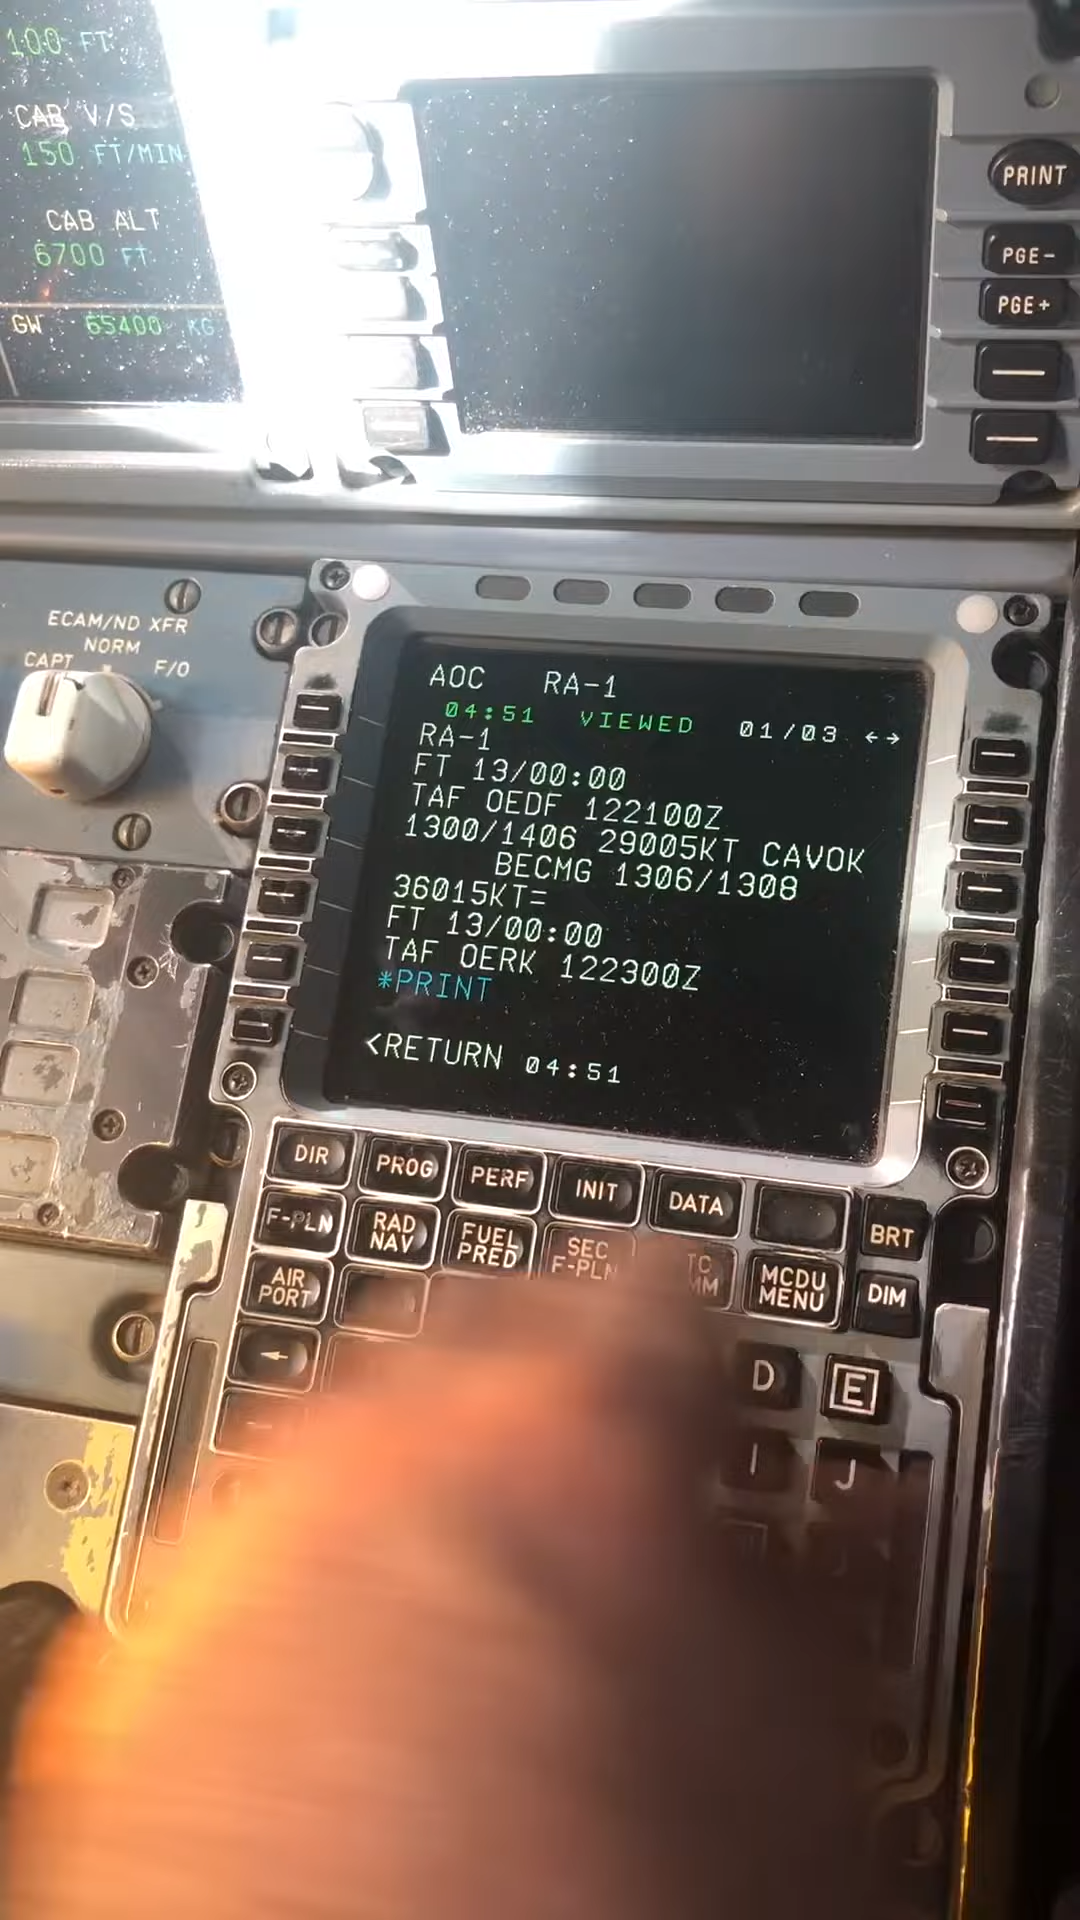 100 FT
CAB V/S
150 FT/MIN
CAB ALT
6700 FT
GW 65400 KG
PRINT
PGE-
PGE+
ECAM/ND XFR
NORM
CAPT F/O
AOC RA-1
04:51 VIEWED 01/03 ←→
RA-1
FT 13/00:00
TAF OEDF 122100Z
1300/1406 29005KT CAVOK
BECMG 1306/1308
36015KT=
FT 13/00:00
TAF OERK 122300Z
*PRINT
<RETURN 04:51
DIR PROG PERF INIT DATA
BRT
F-PLN RAD NAV FUEL PRED SEC F-PLN
AIR PORT MCDU MENU DIM
← D E
I J